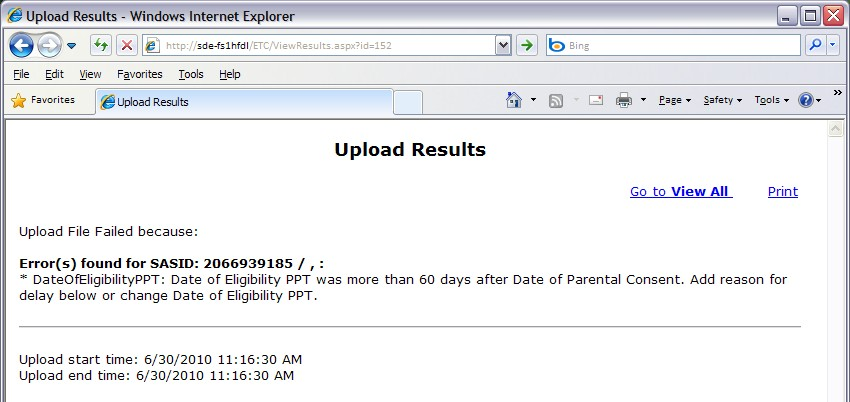 Upload Results - Windows Internet Explorer
http://sde-fs1hfdl/ETC/ViewResults.aspx?id=152
Bing
File Edit View Favorites Tools Help
Favorites Upload Results Page Safety Tools »
Upload Results
Go to View All Print
Upload File Failed because:
Error(s) found for SASID: 2066939185 / , :
* DateOfEligibilityPPT: Date of Eligibility PPT was more than 60 days after Date of Parental Consent. Add reason for
delay below or change Date of Eligibility PPT.
Upload start time: 6/30/2010 11:16:30 AM
Upload end time: 6/30/2010 11:16:30 AM